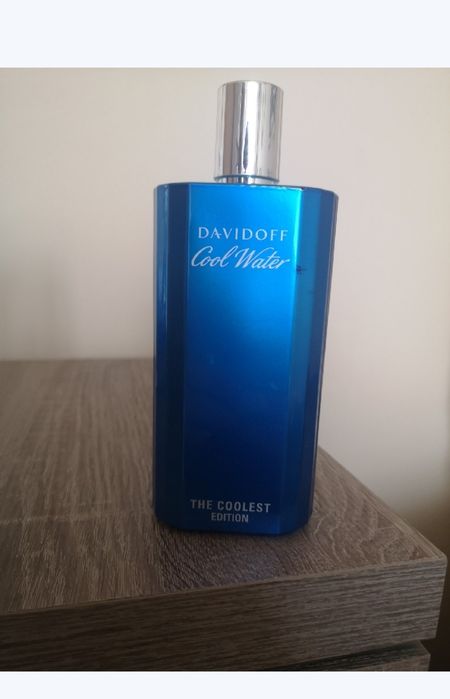 DAVIDOFF
Cool Water
THE COOLEST
EDITION